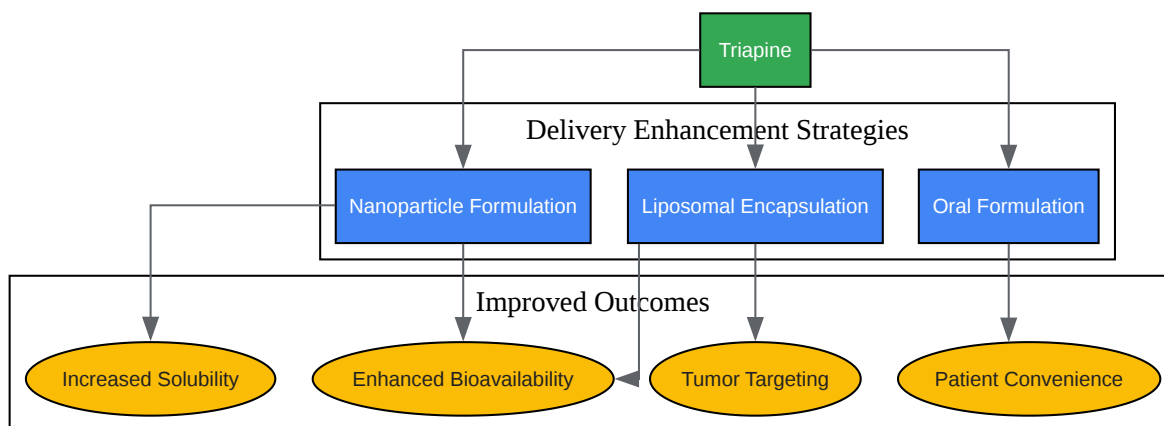 Triapine
Delivery Enhancement Strategies
Nanoparticle Formulation
Liposomal Encapsulation
Oral Formulation
Improved Outcomes
Increased Solubility
Enhanced Bioavailability
Tumor Targeting
Patient Convenience